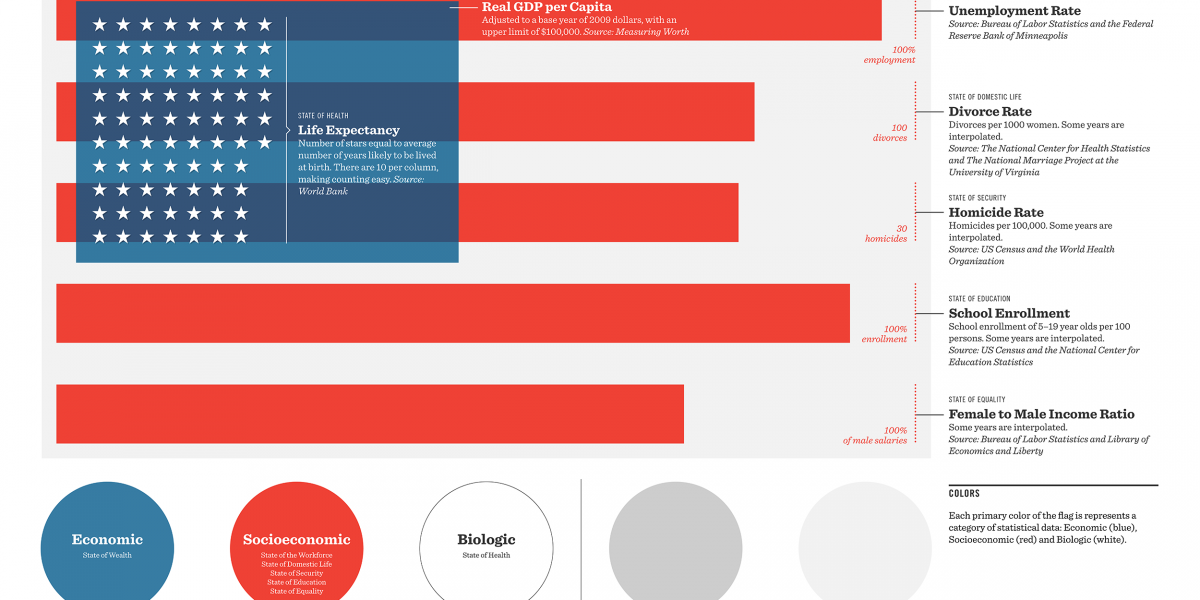 Real GDP per Capita
Adjusted to a base year of 2009 dollars, with an
upper limit of $100,000. Source: Measuring Worth
Unemployment Rate
Source: Bureau of Labor Statistics and the Federal
Reserve Bank of Minneapolis
100%
employment
STATE OF HEALTH
Life Expectancy
Number of stars equal to average
number of years likely to be lived
at birth. There are 10 per column,
making counting easy. Source:
World Bank
100
divorces
STATE OF DOMESTIC LIFE
Divorce Rate
Divorces per 1000 women. Some years are
interpolated.
Source: The National Center for Health Statistics
and The National Marriage Project at the
University of Virginia
30
homicides
STATE OF SECURITY
Homicide Rate
Homicides per 100,000. Some years are
interpolated.
Source: US Census and the World Health
Organization
100%
enrollment
STATE OF EDUCATION
School Enrollment
School enrollment of 5–19 year olds per 100
persons. Some years are interpolated.
Source: US Census and the National Center for
Education Statistics
100%
of male salaries
STATE OF EQUALITY
Female to Male Income Ratio
Some years are interpolated.
Source: Bureau of Labor Statistics and Library of
Economics and Liberty
Economic
State of Wealth
Socioeconomic
State of the Workforce
State of Domestic Life
State of Security
State of Education
State of Equality
Biologic
State of Health
COLORS
Each primary color of the flag is represents a
category of statistical data: Economic (blue),
Socioeconomic (red) and Biologic (white).